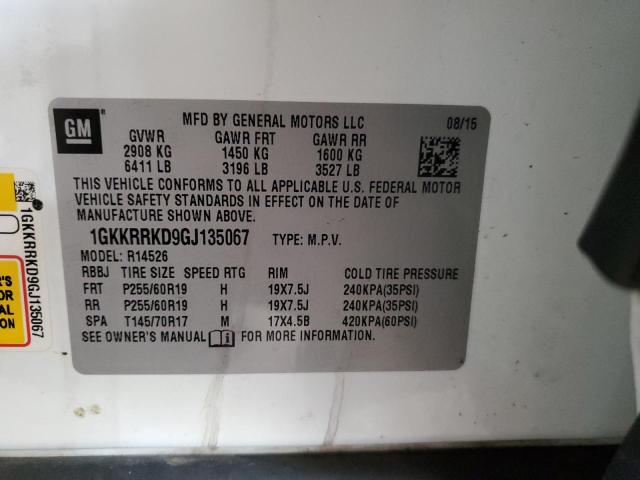 GM ®
MFD BY GENERAL MOTORS LLC 08/15
GVWR GAWR FRT GAWR RR
2908 KG 1450 KG 1600 KG
6411 LB 3196 LB 3527 LB
THIS VEHICLE CONFORMS TO ALL APPLICABLE U.S. FEDERAL MOTOR
VEHICLE SAFETY STANDARDS IN EFFECT ON THE DATE OF
MANUFACTURE SHOWN ABOVE.
1GKKRRKD9GJ135067 TYPE: M.P.V.
MODEL: R14526
RBBJ TIRE SIZE SPEED RTG RIM COLD TIRE PRESSURE
FRT P255/60R19 H 19X7.5J 240KPA(35PSI)
RR P255/60R19 H 19X7.5J 240KPA(35PSI)
SPA T145/70R17 M 17X4.5B 420KPA(60PSI)
SEE OWNER'S MANUAL i FOR MORE INFORMATION.
1GKKRRKD9GJ135067